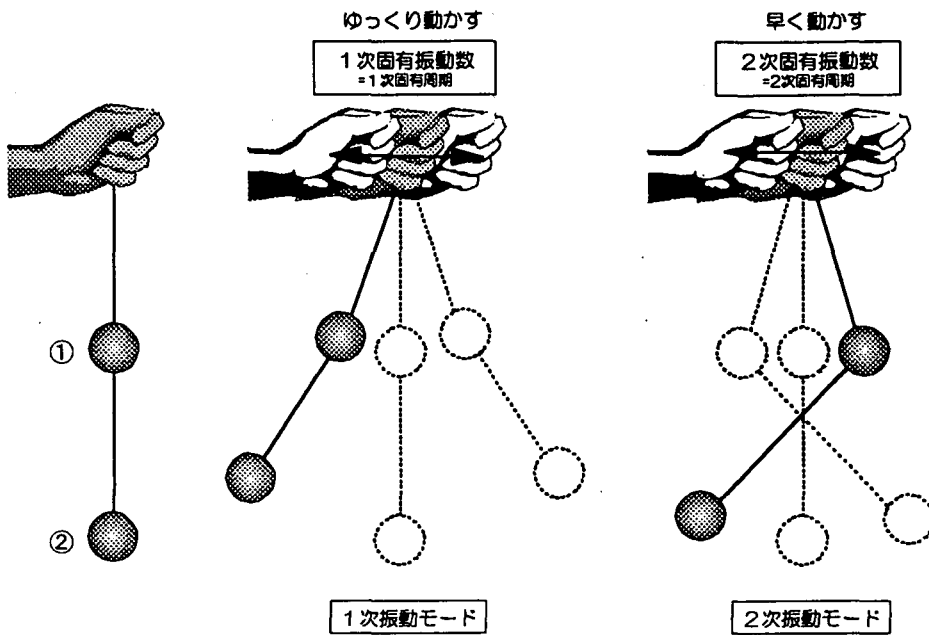 ゆっくり動かす
1次固有振動数
=1次固有周期
早く動かす
2次固有振動数
=2次固有周期
①
②
1次振動モード
2次振動モード